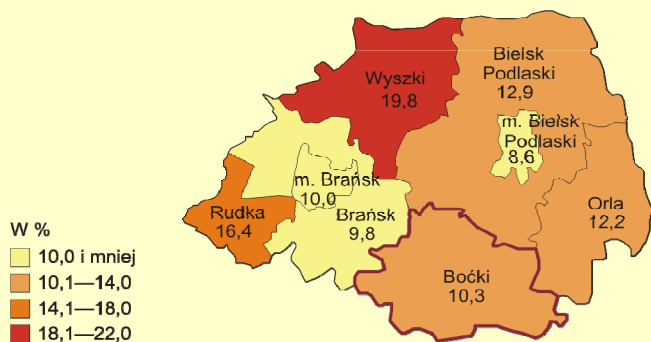 Bielsk
Podlaski
12,9
Wyszki
19,8
m. Bielsk
Podlaski
8,6
m. Brańsk
10,0
Rudka
16,4
Brańsk
9,8
Orla
12,2
Boćki
10,3
W %
10,0 i mniej
10,1—14,0
14,1—18,0
18,1—22,0